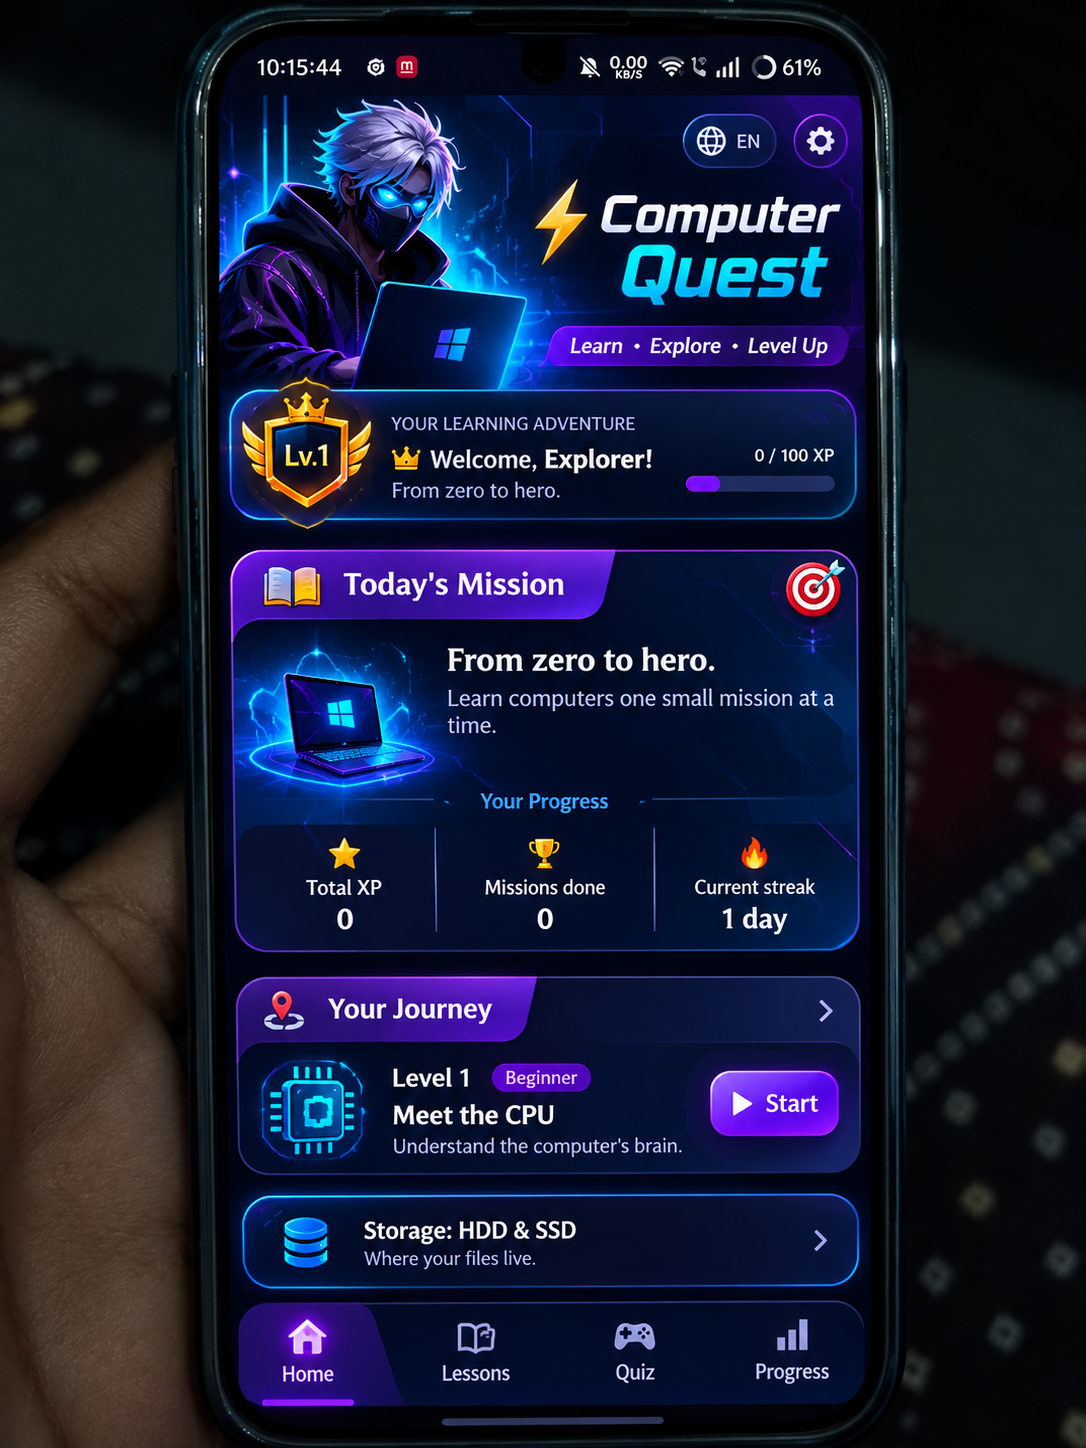 10:15:44
m
0.00
KB/S
61%
EN
Computer
Quest
Learn • Explore • Level Up
Lv.1
YOUR LEARNING ADVENTURE
Welcome, Explorer!
From zero to hero.
0 / 100 XP
Today's Mission
From zero to hero.
Learn computers one small mission at a
time.
Your Progress
Total XP
0
Missions done
0
Current streak
1 day
Your Journey
Level 1
Beginner
Meet the CPU
Understand the computer's brain.
Start
Storage: HDD & SSD
Where your files live.
Home
Lessons
Quiz
Progress